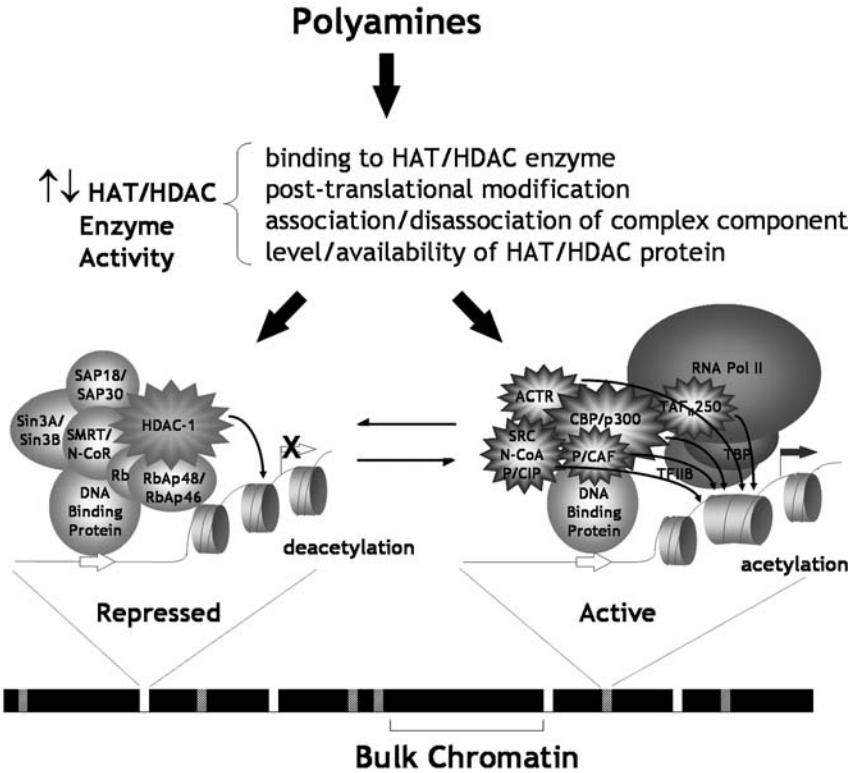 Polyamines
↑↓ HAT/HDAC
Enzyme
Activity
binding to HAT/HDAC enzyme
post-translational modification
association/disassociation of complex component
level/availability of HAT/HDAC protein
SAP18/
SAP30
Sin3A/
Sin3B
HDAC-1
SMRT/
N-CoR
Rb
RbAp48/
RbAp46
DNA
Binding
Protein
X
deacetylation
Repressed
RNA Pol II
ACTR
CBP/p300
TAFII250
SRC
N-CoA
P/CIP
P/CAF
TBP
TFIIB
DNA
Binding
Protein
acetylation
Active
Bulk Chromatin